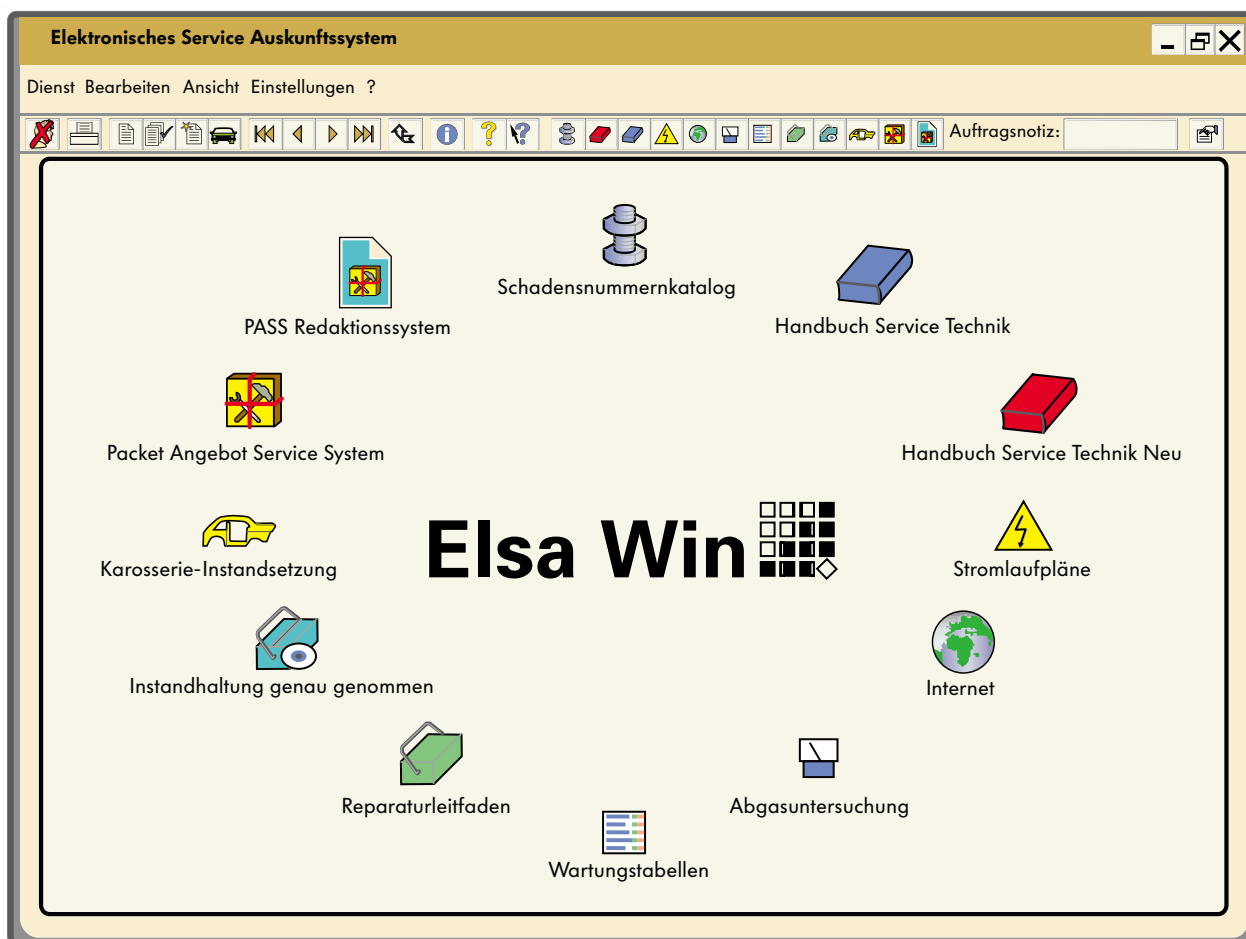 Elektronisches Service Auskunftssystem
Dienst Bearbeiten Ansicht Einstellungen ?
Auftragsnotiz:
Schadensnummernkatalog
PASS Redaktionssystem
Handbuch Service Technik
Packet Angebot Service System
Handbuch Service Technik Neu
Elsa Win
Karosserie-Instandsetzung
Stromlaufpläne
Instandhaltung genau genommen
Internet
Reparaturleitfaden
Abgasuntersuchung
Wartungstabellen